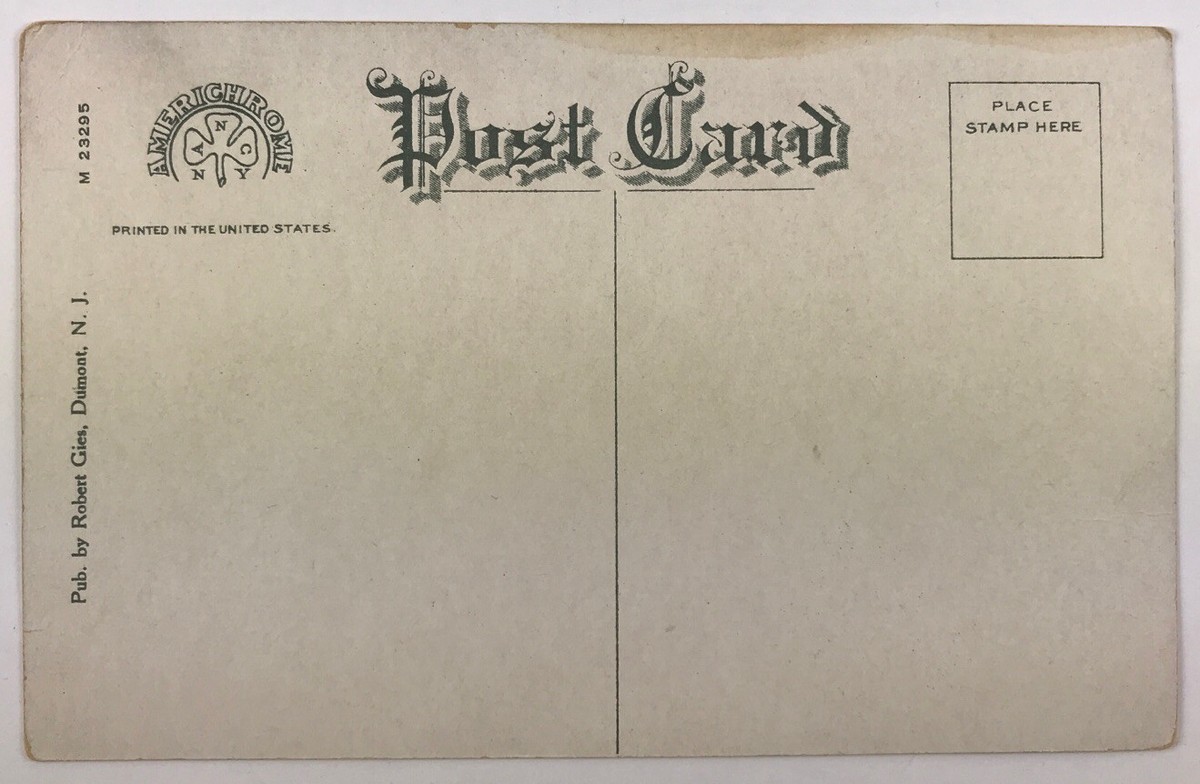 M 23295
AMERICHROME
N
A C
N Y
Post Card
PLACE
STAMP HERE
PRINTED IN THE UNITED STATES.
Pub. by Robert Gies, Dumont, N. J.